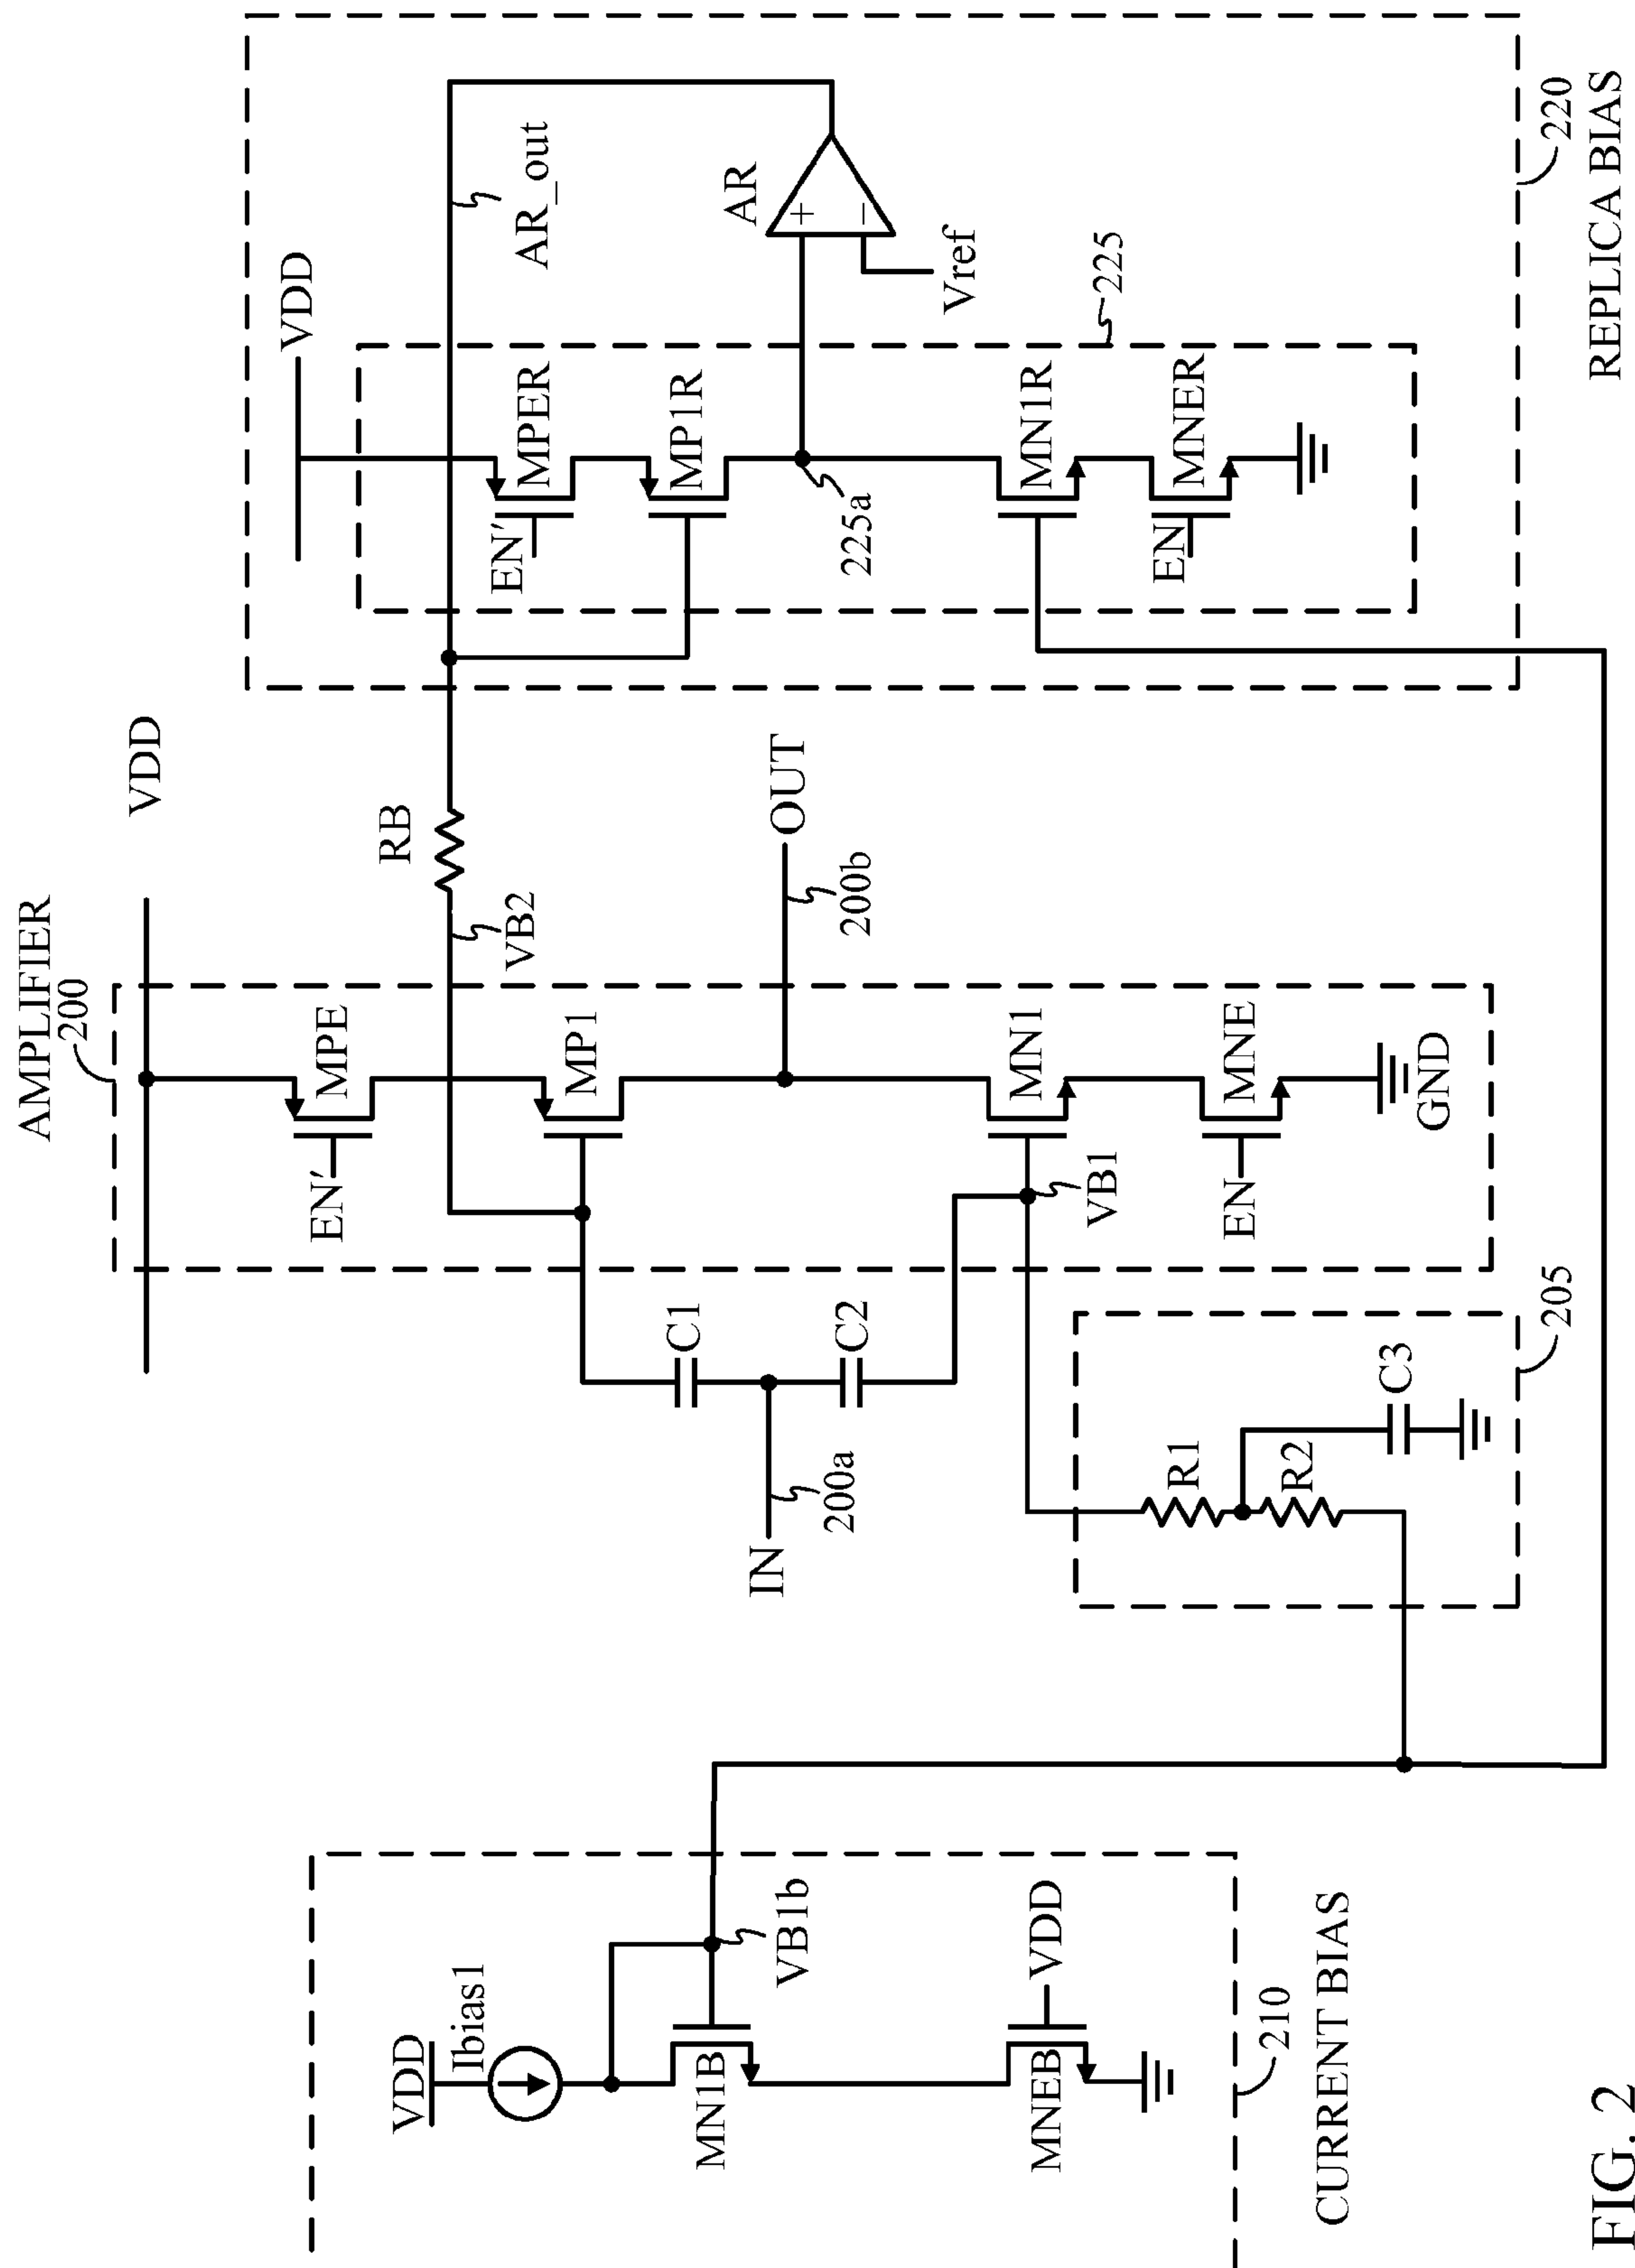 AMPLIFIER
200
VDD
VDD
EN′
MPE
RB
VB2
MP1
OUT
200b
MN1
VB1
EN
MNE
GND
C1
C2
IN
200a
R1
R2
C3
205
VDD
Ibias1
VB1b
MN1B
MNEB
VDD
210
CURRENT BIAS
AR_out
AR
+
−
Vref
225
EN′
MPER
MP1R
225a
MN1R
EN
MNER
220
REPLICA BIAS
FIG. 2